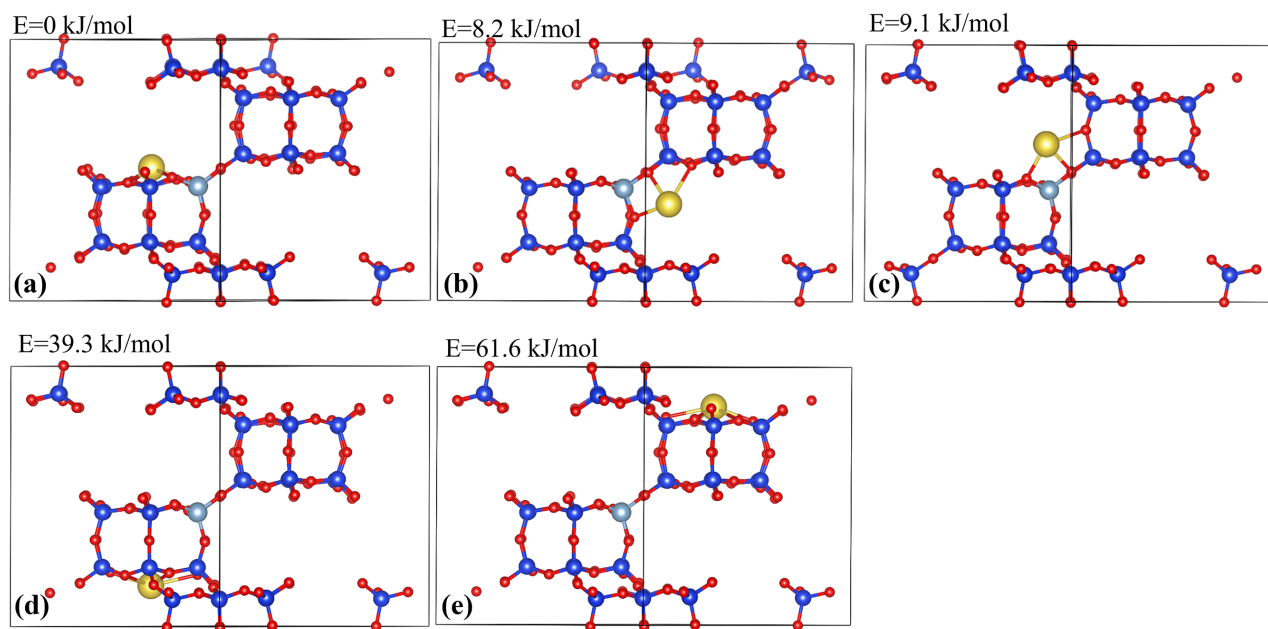 E=0 kJ/mol
E=8.2 kJ/mol
E=9.1 kJ/mol
(a)
(b)
(c)
E=39.3 kJ/mol
E=61.6 kJ/mol
(d)
(e)